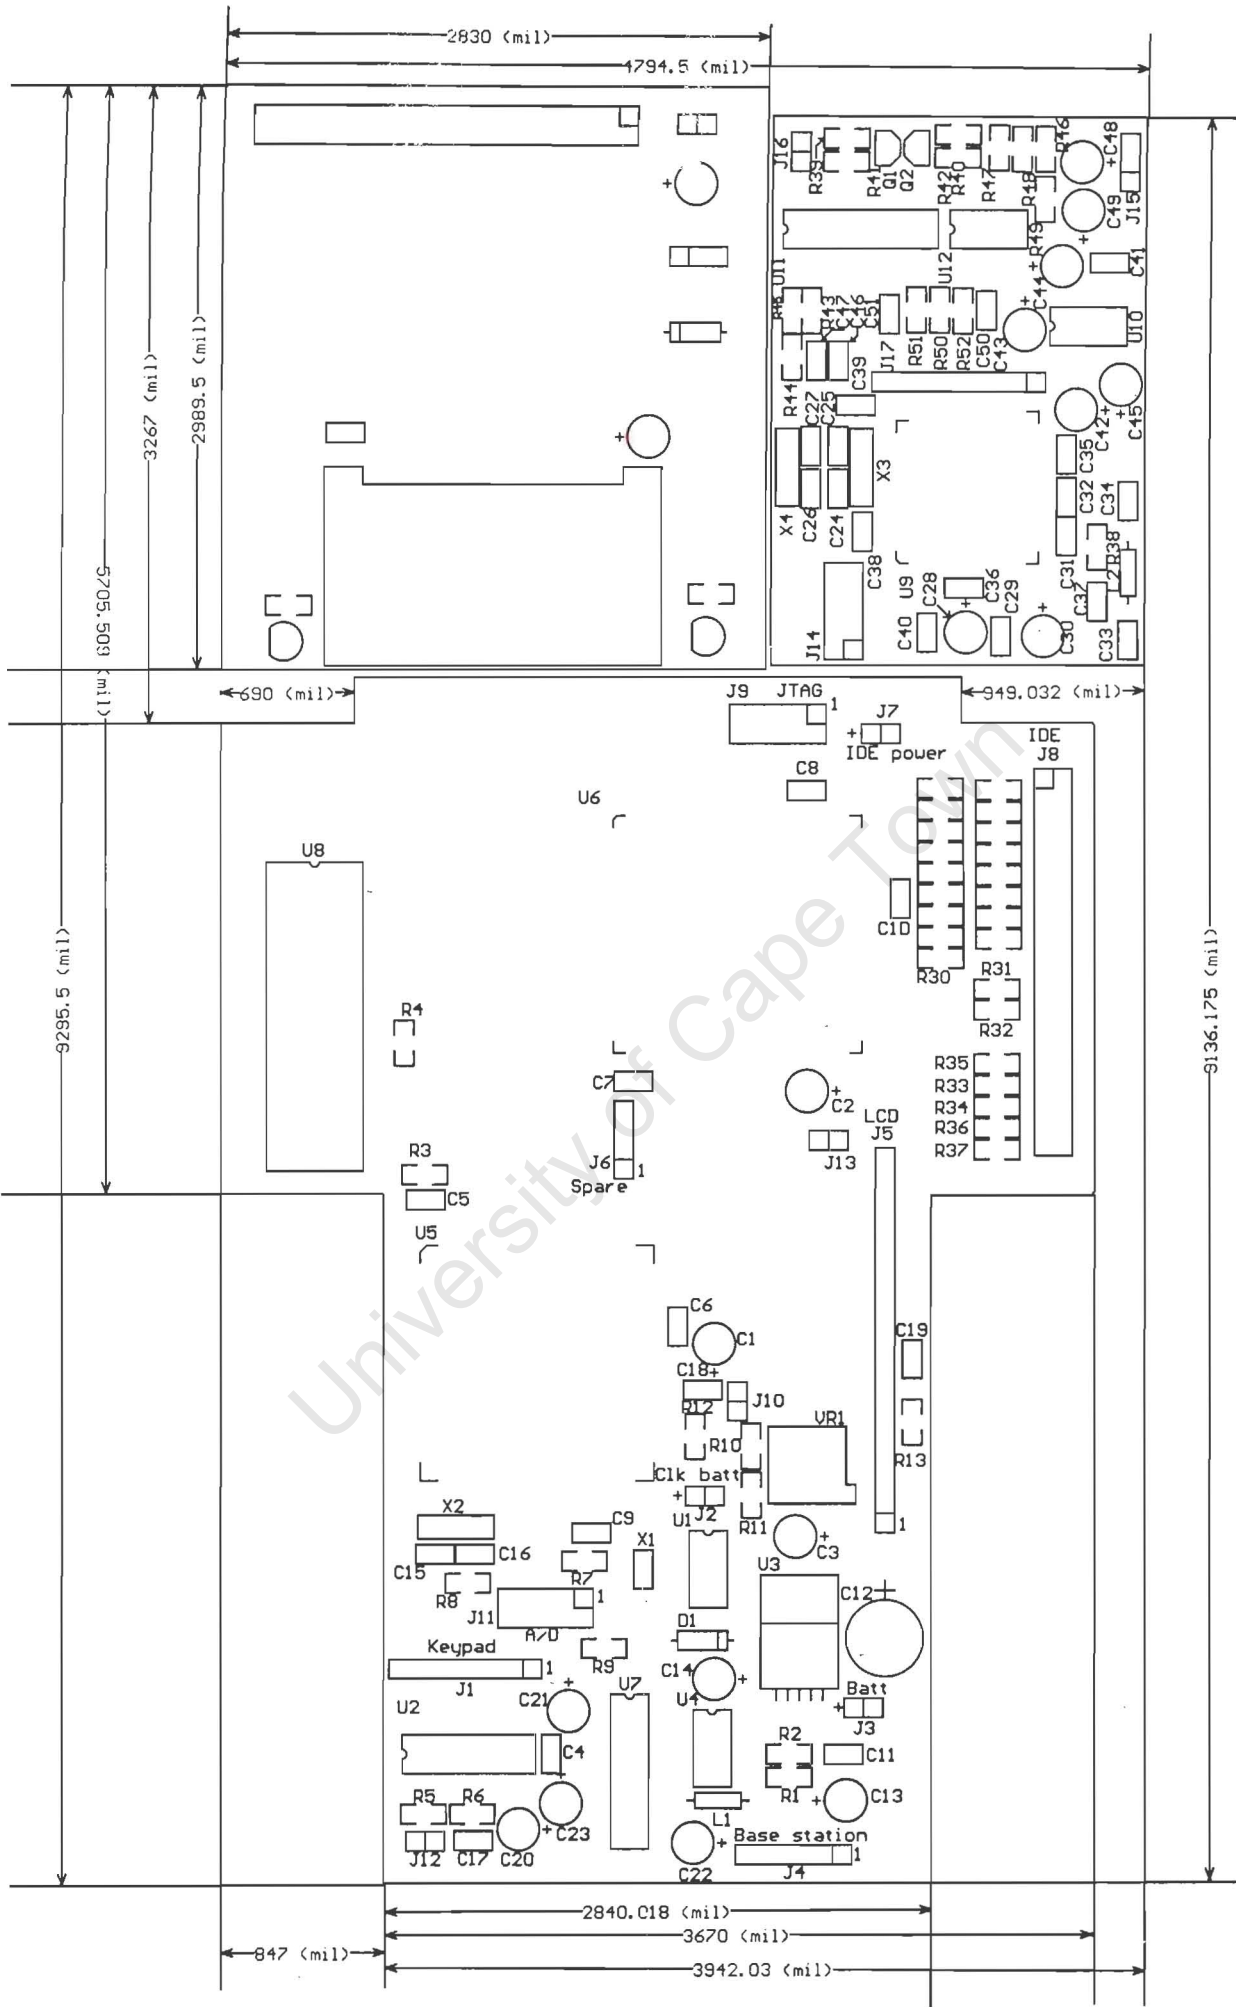 2830 (mil)
4794.5 (mil)
J16
R39
R41
Q1
Q2
R42
R40
R47
R48
R46
C48
J15
C49
R49
C41
U11
U12
C44
U10
R43
C47
C46
C51
J17
R51
R50
R52
C50
C43
R44
C39
C27
C25
C42
C45
X4
X3
C26
C24
C38
C35
C32
C34
C31
R38
C37
U9
C28
C36
C29
C40
C30
C33
J14
9295.5 (mil)
5705.509 (mil)
3267 (mil)
2989.5 (mil)
9136.175 (mil)
690 (mil)
949.032 (mil)
J9 JTAG
1
J7
IDE power
IDE
J8
C8
U6
U8
C10
R30
R31
R32
R4
R35
R33
R34
R36
R37
C7
C2
LCD
J5
J13
J6
1
Spare
R3
C5
U5
C6
C1
C19
C18
J10
R12
R10
VR1
R13
Clk batt
J2
R11
1
X2
C9
X1
U1
C3
C15
C16
R7
U3
R8
J11
1
A/D
D1
C12
Keypad
1
J1
R9
C14
U7
U4
Batt
J3
U2
C21
C4
R2
C11
R1
C13
R5
R6
C23
L1
J12
C17
C20
C22
Base station
J4
1
2840.018 (mil)
3670 (mil)
847 (mil)
3942.03 (mil)
University of Cape Town